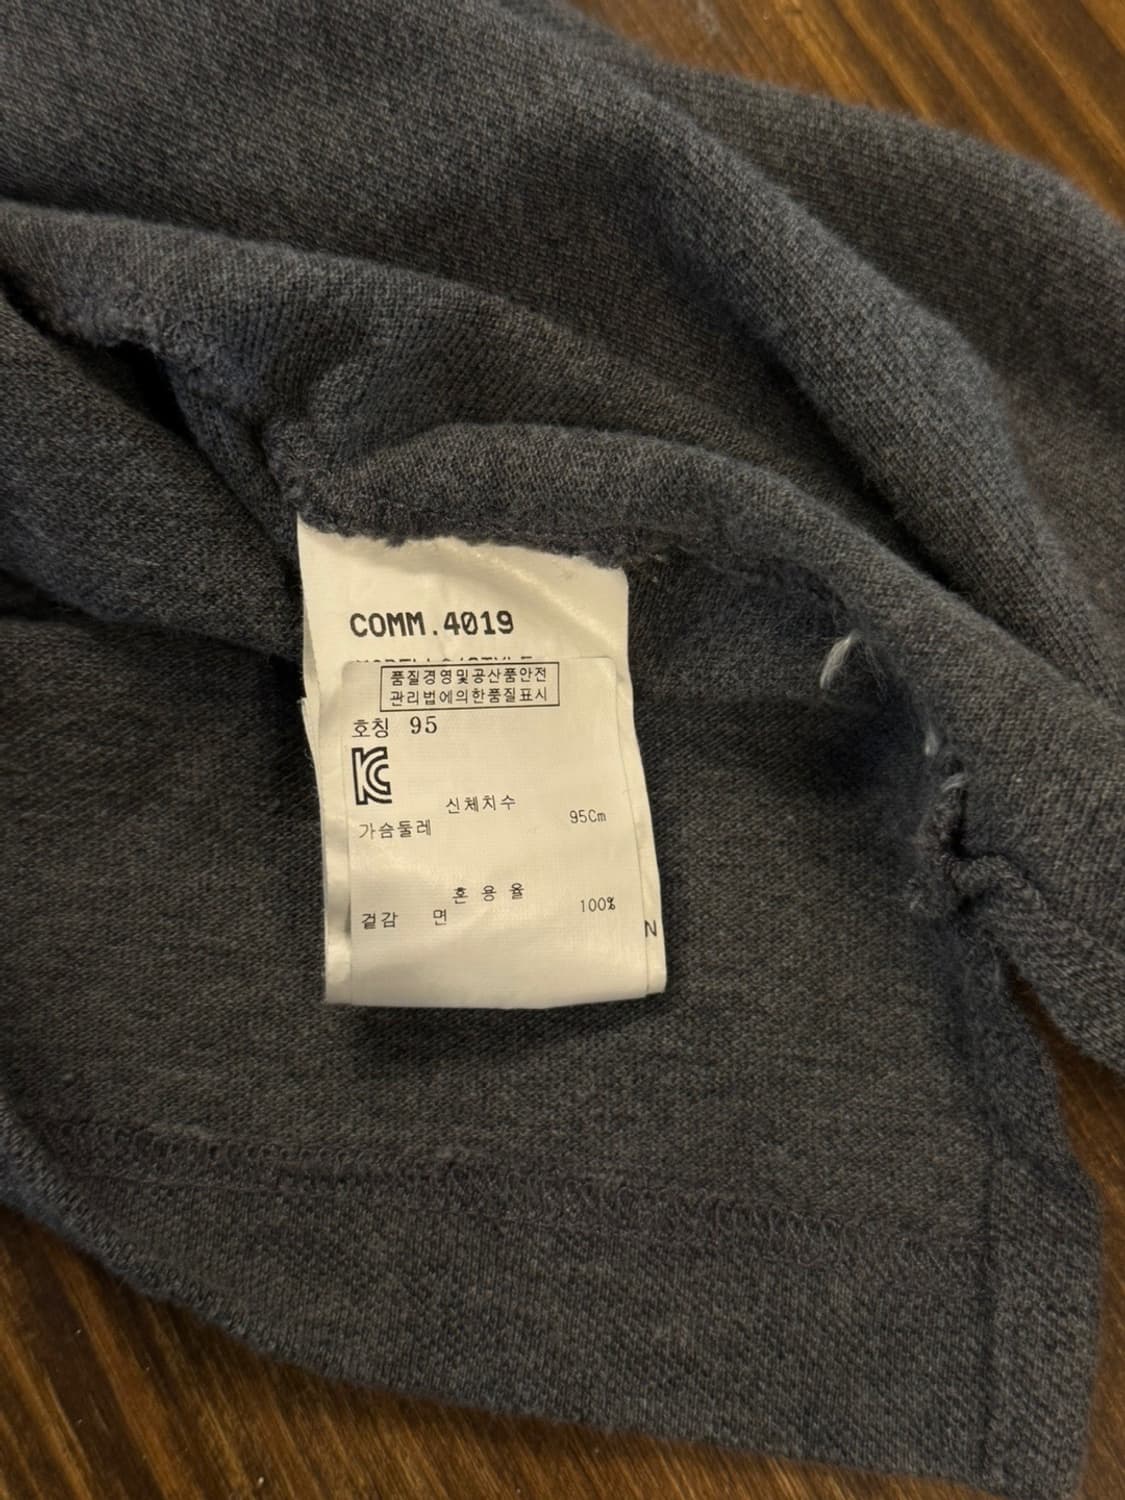 COMM.4019
품질경영및공산품안전
관리법에의한품질표시
호칭 95
신체치수
가슴둘레 95Cm
혼 용 율
겉감 면 100%
N